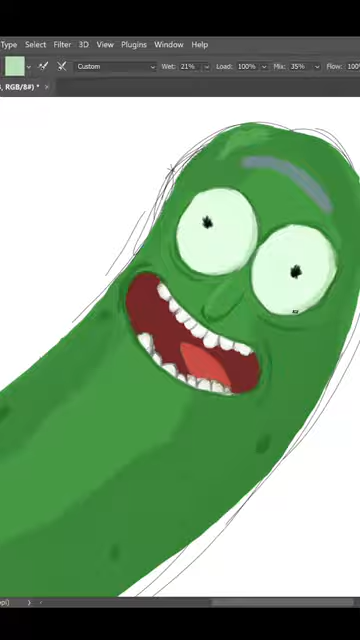 Type Select Filter 3D View Plugins Window Help
Custom Wet: 21% Load: 100% Mix: 35% Flow: 100%
, RGB/8#) * ×